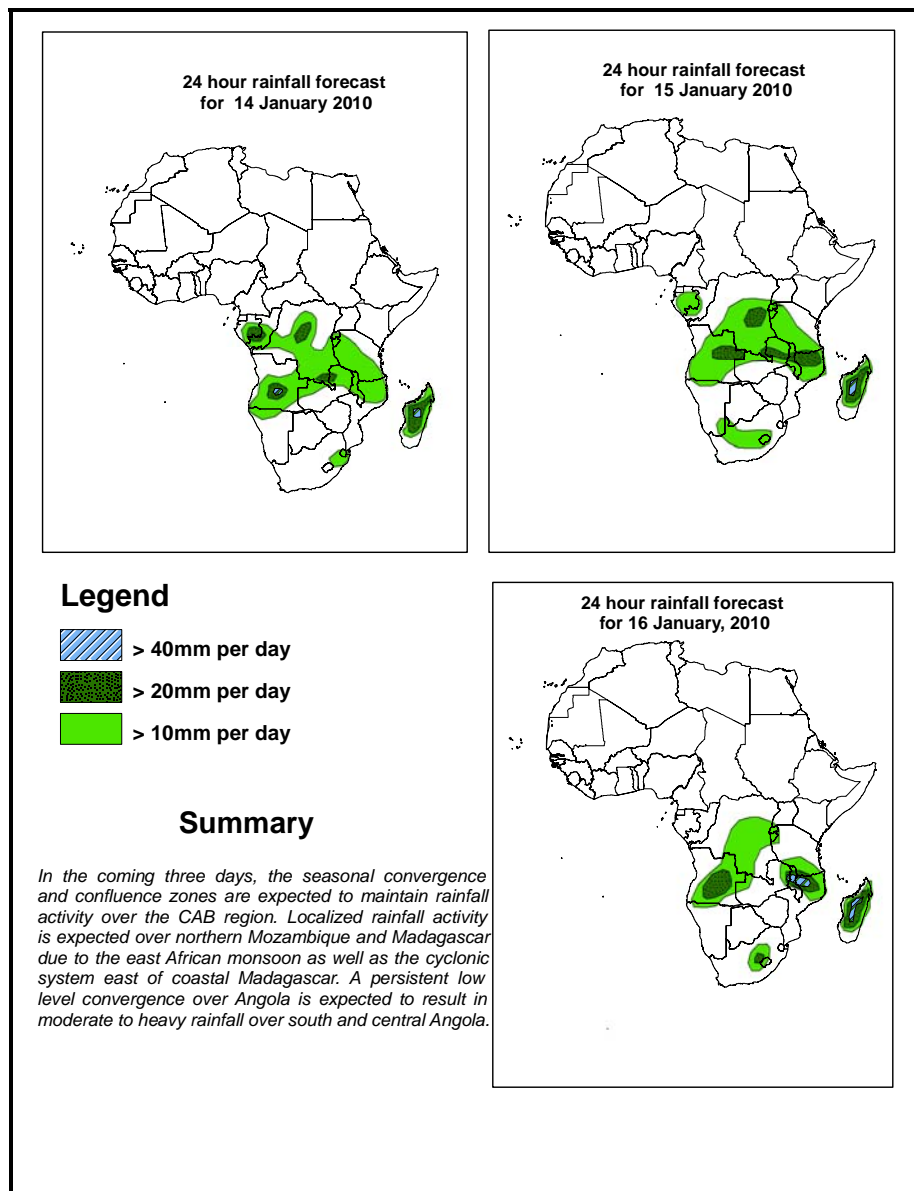 24 hour rainfall forecast
for 14 January 2010
24 hour rainfall forecast
for 15 January 2010
Legend
> 40mm per day
> 20mm per day
> 10mm per day
Summary
In the coming three days, the seasonal convergence
and confluence zones are expected to maintain rainfall
activity over the CAB region. Localized rainfall activity
is expected over northern Mozambique and Madagascar
due to the east African monsoon as well as the cyclonic
system east of coastal Madagascar. A persistent low
level convergence over Angola is expected to result in
moderate to heavy rainfall over south and central Angola.
24 hour rainfall forecast
for 16 January, 2010